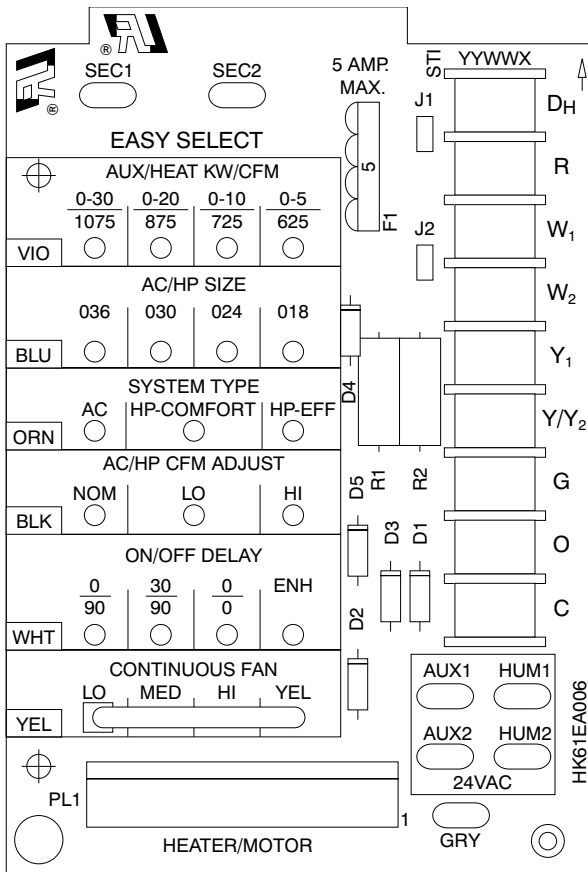 SEC1 SEC2
5 AMP.
MAX.
STI
YYWWX
J1
DH
EASY SELECT
5
F1
R
AUX/HEAT KW/CFM
0-30 0-20 0-10 0-5
1075 875 725 625
VIO
J2
W1
AC/HP SIZE
036 030 024 018
BLU
W2
SYSTEM TYPE
AC HP-COMFORT HP-EFF
ORN
D4
Y1
Y/Y2
AC/HP CFM ADJUST
NOM LO HI
BLK
D5 R1 R2
G
ON/OFF DELAY
0 30 0 ENH
90 90 0
WHT
D3 D1
D2
O
C
CONTINUOUS FAN
LO MED HI YEL
YEL
AUX1 HUM1
AUX2 HUM2
24VAC
HK61EA006
PL1
1
HEATER/MOTOR
GRY
®
®